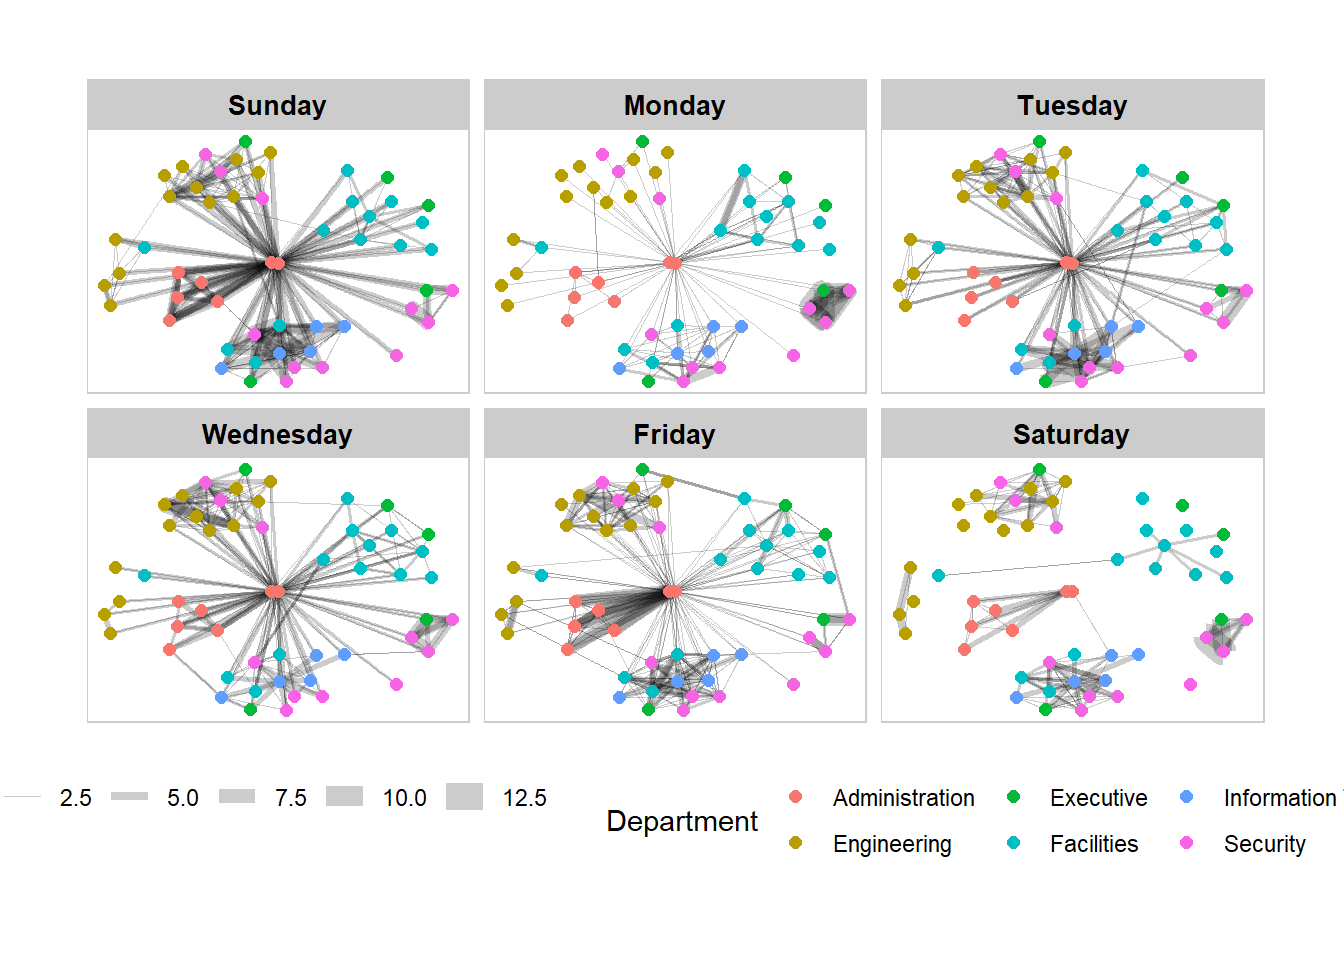 Sunday
Monday
Tuesday
Wednesday
Friday
Saturday
2.5 5.0 7.5 10.0 12.5
Department
Administration Executive Information
Engineering Facilities Security